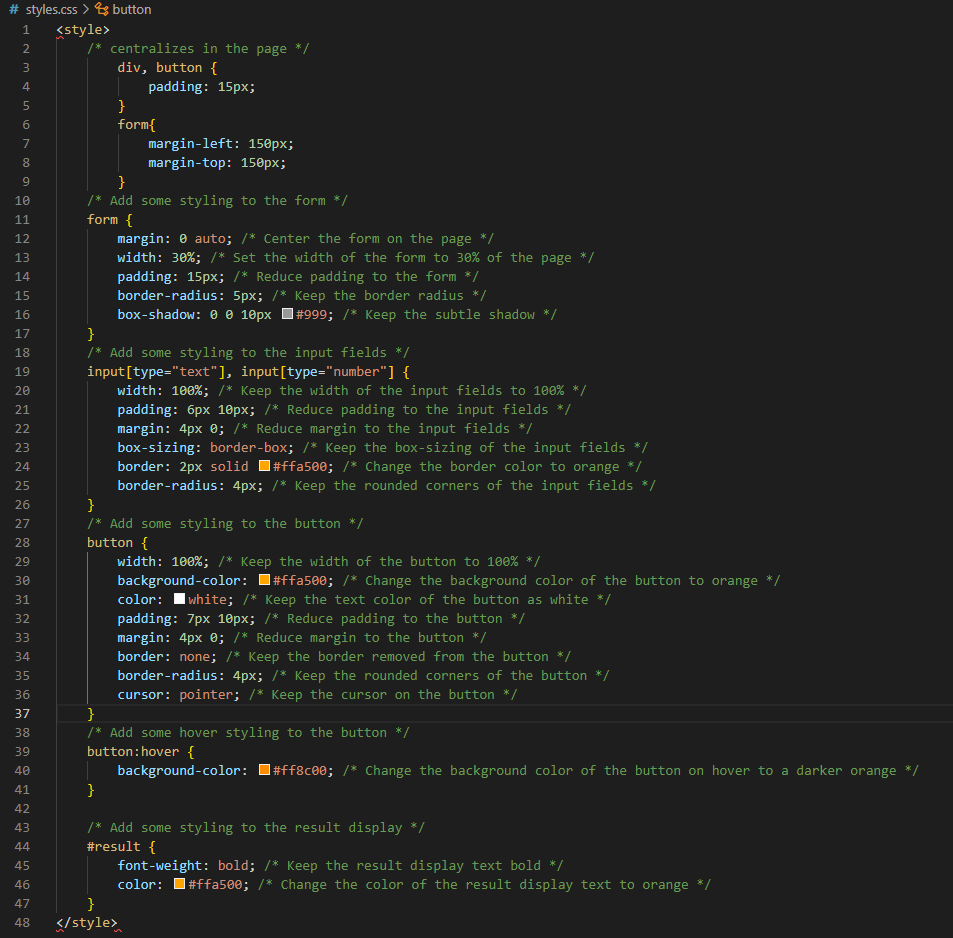 # styles.css > button
1 <style>
2 /* centralizes in the page */
3 div, button {
4 padding: 15px;
5 }
6 form{
7 margin-left: 150px;
8 margin-top: 150px;
9 }
10 /* Add some styling to the form */
11 form {
12 margin: 0 auto; /* Center the form on the page */
13 width: 30%; /* Set the width of the form to 30% of the page */
14 padding: 15px; /* Reduce padding to the form */
15 border-radius: 5px; /* Keep the border radius */
16 box-shadow: 0 0 10px #999; /* Keep the subtle shadow */
17 }
18 /* Add some styling to the input fields */
19 input[type="text"], input[type="number"] {
20 width: 100%; /* Keep the width of the input fields to 100% */
21 padding: 6px 10px; /* Reduce padding to the input fields */
22 margin: 4px 0; /* Reduce margin to the input fields */
23 box-sizing: border-box; /* Keep the box-sizing of the input fields */
24 border: 2px solid #ffa500; /* Change the border color to orange */
25 border-radius: 4px; /* Keep the rounded corners of the input fields */
26 }
27 /* Add some styling to the button */
28 button {
29 width: 100%; /* Keep the width of the button to 100% */
30 background-color: #ffa500; /* Change the background color of the button to orange */
31 color: white; /* Keep the text color of the button as white */
32 padding: 7px 10px; /* Reduce padding to the button */
33 margin: 4px 0; /* Reduce margin to the button */
34 border: none; /* Keep the border removed from the button */
35 border-radius: 4px; /* Keep the rounded corners of the button */
36 cursor: pointer; /* Keep the cursor on the button */
37 }
38 /* Add some hover styling to the button */
39 button:hover {
40 background-color: #ff8c00; /* Change the background color of the button on hover to a darker orange */
41 }
42
43 /* Add some styling to the result display */
44 #result {
45 font-weight: bold; /* Keep the result display text bold */
46 color: #ffa500; /* Change the color of the result display text to orange */
47 }
48 </style>